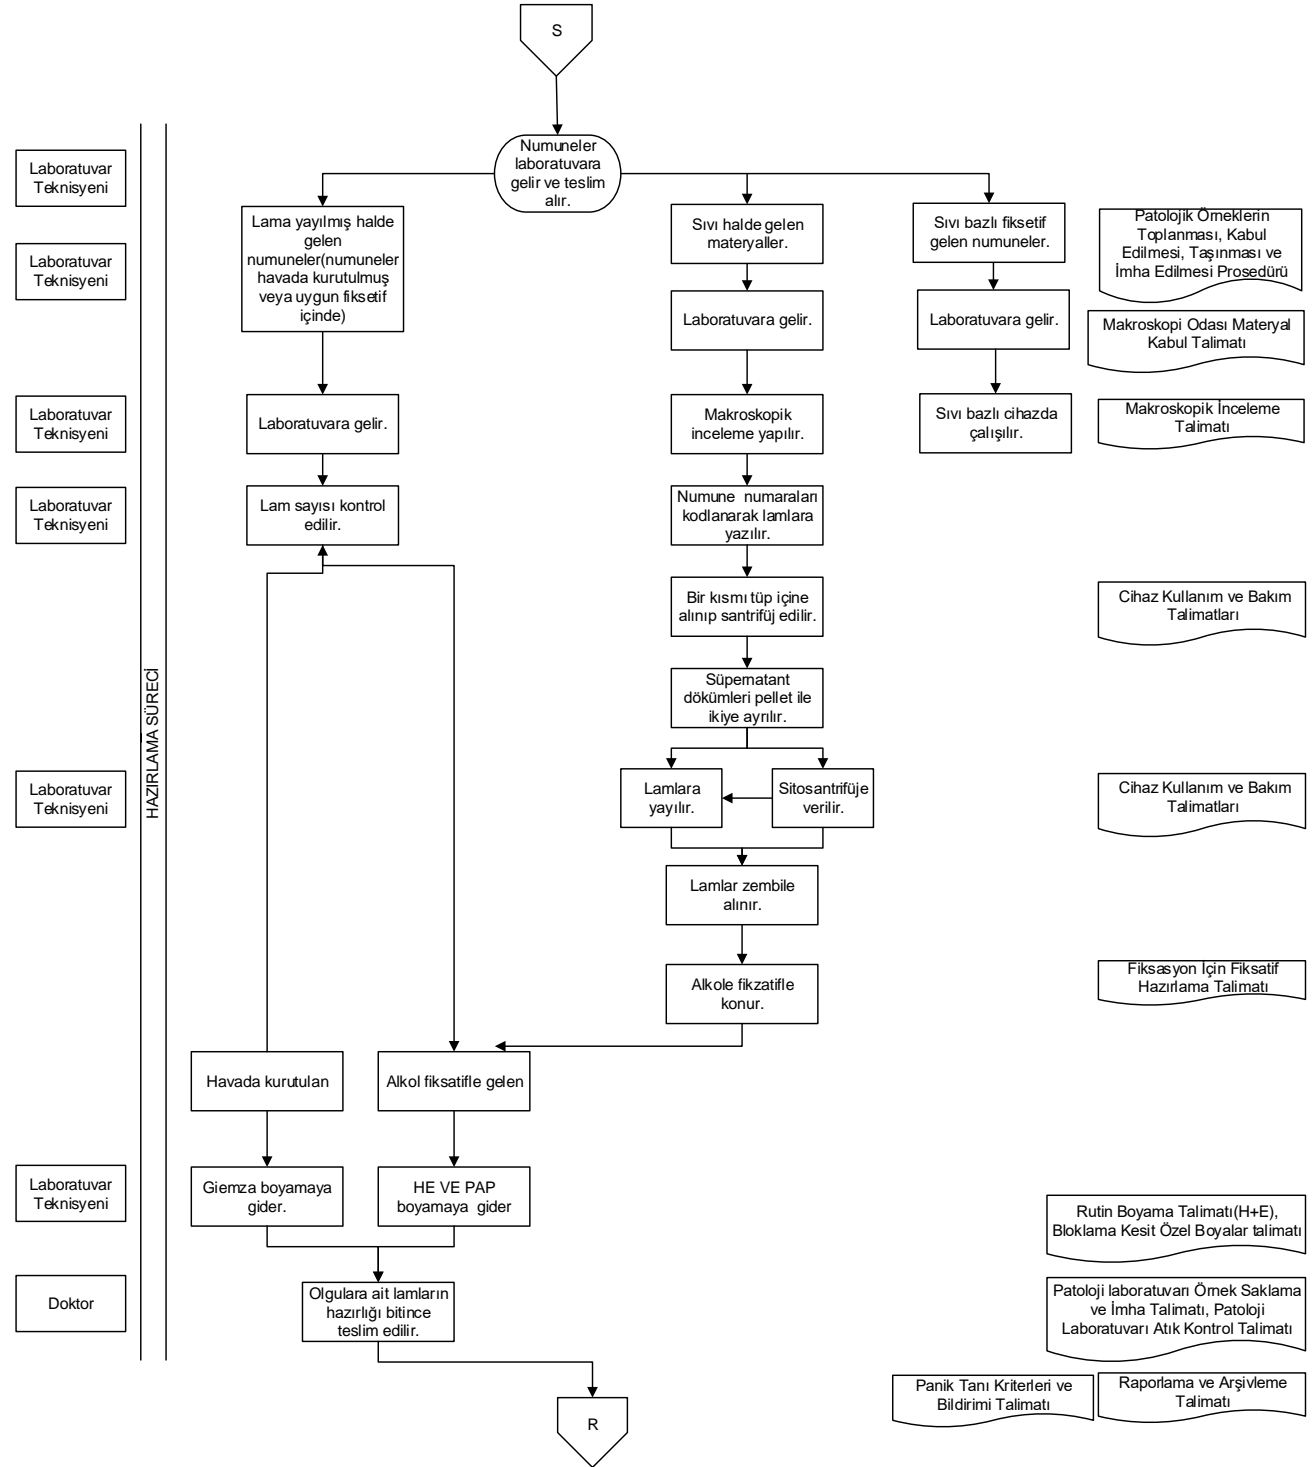 S
Numuneler
laboratuvara
gelir ve teslim
alır.
Laboratuvar
Teknisyeni
Lama yayılmış halde
gelen
numuneler(numuneler
havada kurutulmuş
veya uygun fiksetif
içinde)
Sıvı halde gelen
materyaller.
Sıvı bazlı fiksetif
gelen numuneler.
Patolojik Örneklerin
Toplanması, Kabul
Edilmesi, Taşınması ve
İmha Edilmesi Prosedürü
Laboratuvar
Teknisyeni
Laboratuvara gelir.
Laboratuvara gelir.
Makroskopi Odası Materyal
Kabul Talimatı
Laboratuvar
Teknisyeni
Laboratuvara gelir.
Makroskopik
inceleme yapılır.
Sıvı bazlı cihazda
çalışılır.
Makroskopik İnceleme
Talimatı
Laboratuvar
Teknisyeni
Lam sayısı kontrol
edilir.
Numune numaraları
kodlanarak lamlara
yazılır.
Bir kısmı tüp içine
alınıp santrifüj edilir.
Cihaz Kullanım ve Bakım
Talimatları
HAZIRLAMA SÜRECİ
Süpernatant
dökümleri pellet ile
ikiye ayrılır.
Laboratuvar
Teknisyeni
Lamlara
yayılır.
Sitosantrifüje
verilir.
Cihaz Kullanım ve Bakım
Talimatları
Lamlar zembile
alınır.
Alkole fikzatifle
konur.
Fiksasyon İçin Fiksatif
Hazırlama Talimatı
Havada kurutulan
Alkol fiksatifle gelen
Laboratuvar
Teknisyeni
Giemza boyamaya
gider.
HE VE PAP
boyamaya gider
Rutin Boyama Talimatı(H+E),
Bloklama Kesit Özel Boyalar talimatı
Doktor
Olgulara ait lamların
hazırlığı bitince
teslim edilir.
Patoloji laboratuvarı Örnek Saklama
ve İmha Talimatı, Patoloji
Laboratuvarı Atık Kontrol Talimatı
Panik Tanı Kriterleri ve
Bildirimi Talimatı
Raporlama ve Arşivleme
Talimatı
R